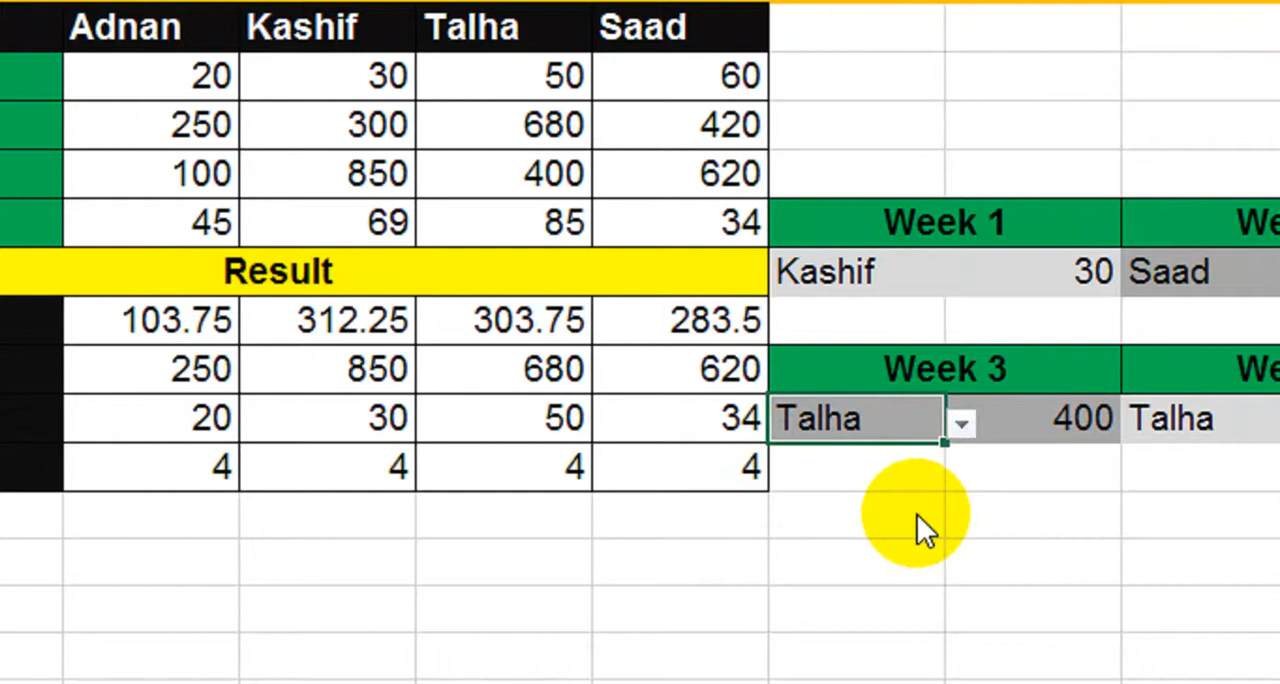 Adnan Kashif Talha Saad
20 30 50 60
250 300 680 420
100 850 400 620
45 69 85 34 Week 1
Result Kashif 30 Saad
103.75 312.25 303.75 283.5
250 850 680 620 Week 3
20 30 50 34 Talha 400 Talha
4 4 4 4